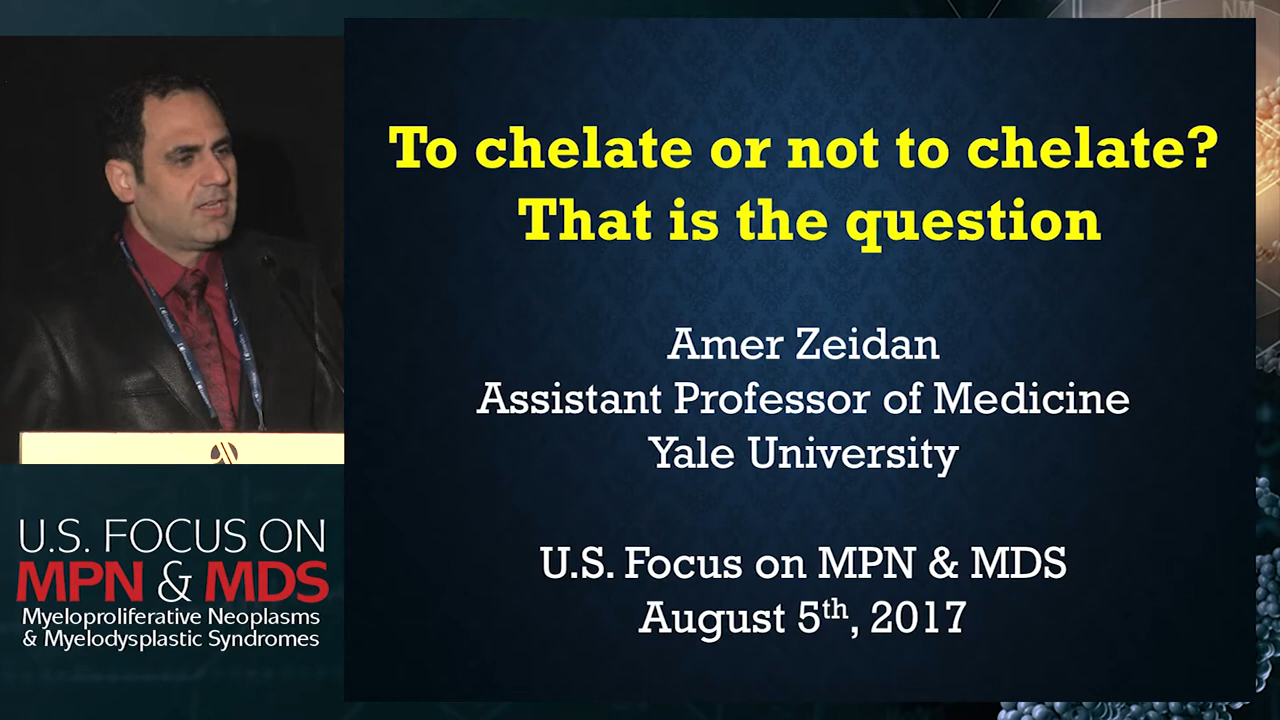 NM
To chelate or not to chelate?
That is the question
Amer Zeidan
Assistant Professor of Medicine
Yale University
U.S. Focus on MPN & MDS
August 5th, 2017
U.S. FOCUS ON
MPN & MDS
Myeloproliferative Neoplasms
& Myelodysplastic Syndromes